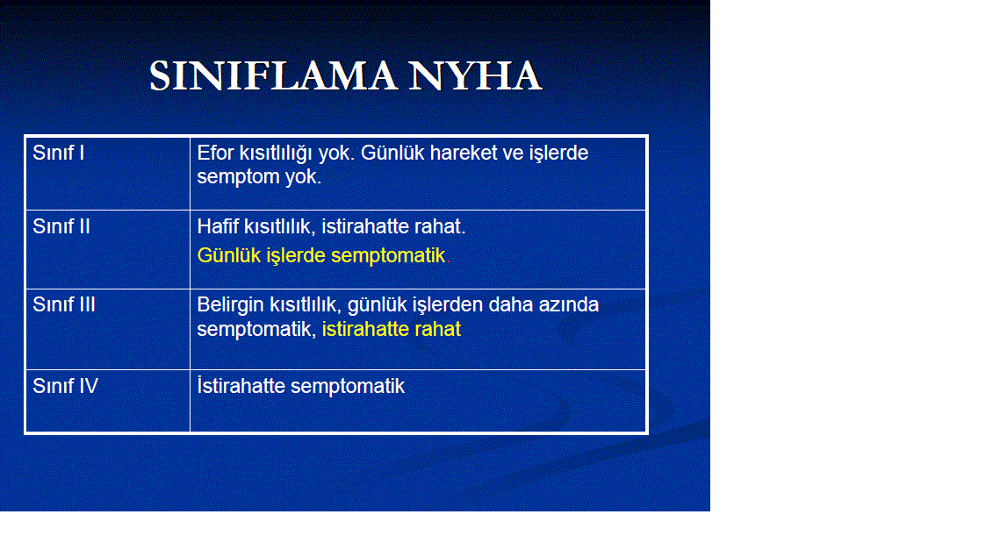 SINIFLAMA NYHA
Sınıf I
Efor kısıtlılığı yok. Günlük hareket ve işlerde
semptom yok.
Sınıf II
Hafif kısıtlılık, istirahatte rahat.
Günlük işlerde semptomatik.
Sınıf III
Belirgin kısıtlılık, günlük işlerden daha azında
semptomatik, istirahatte rahat
Sınıf IV
İstirahatte semptomatik